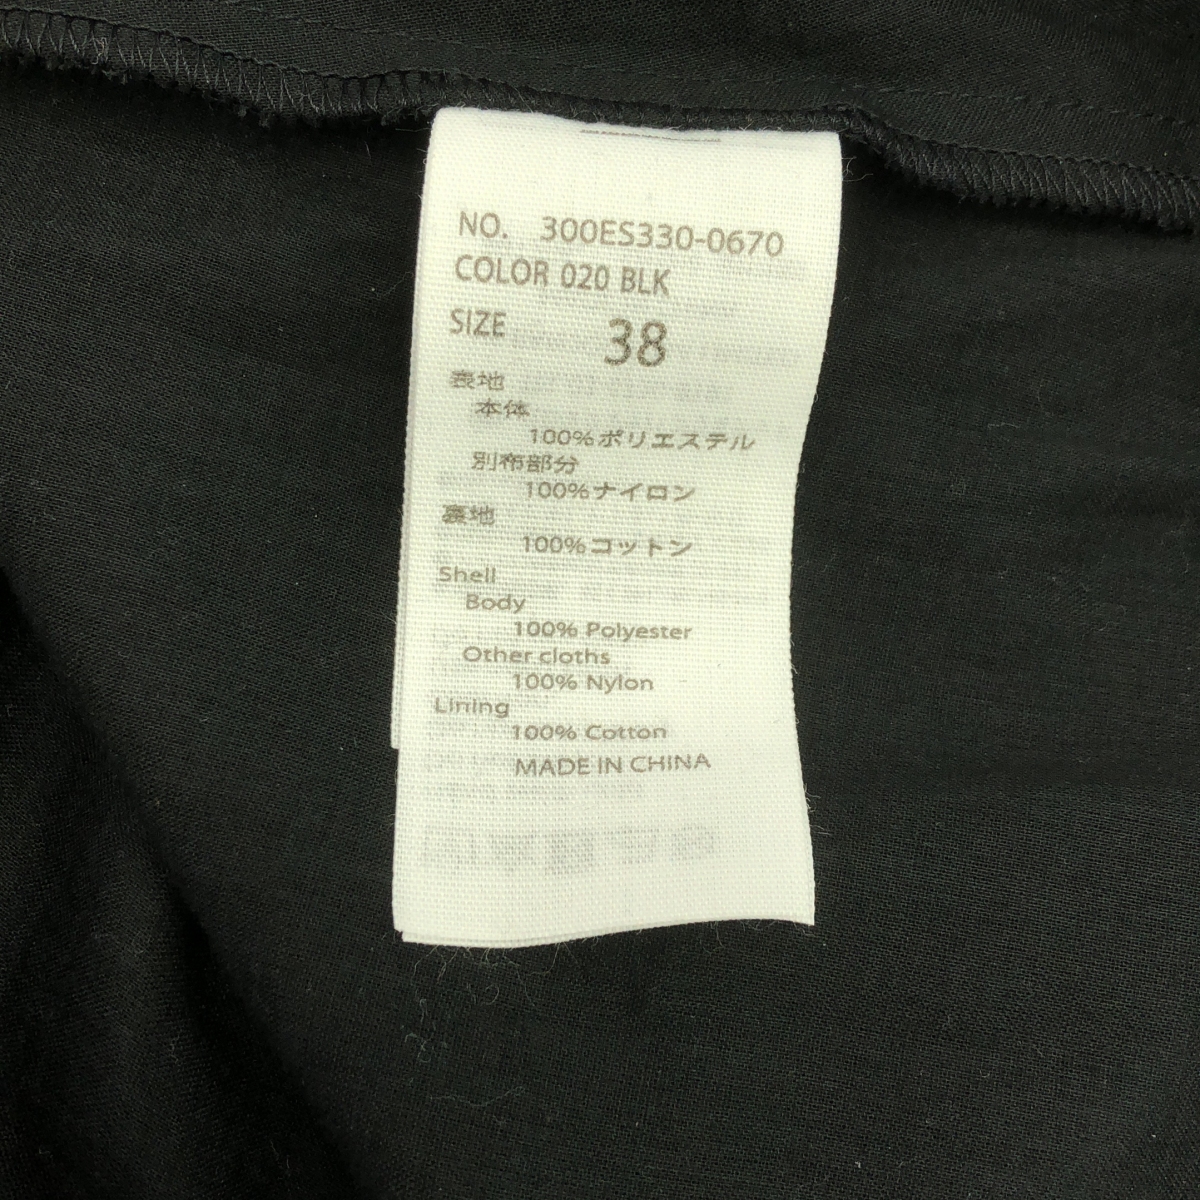 NO. 300ES330-0670
COLOR 020 BLK
SIZE 38
表地
本体
100%ポリエステル
別布部分
100%ナイロン
裏地
100%コットン
Shell
Body
100% Polyester
Other cloths
100% Nylon
Lining
100% Cotton
MADE IN CHINA